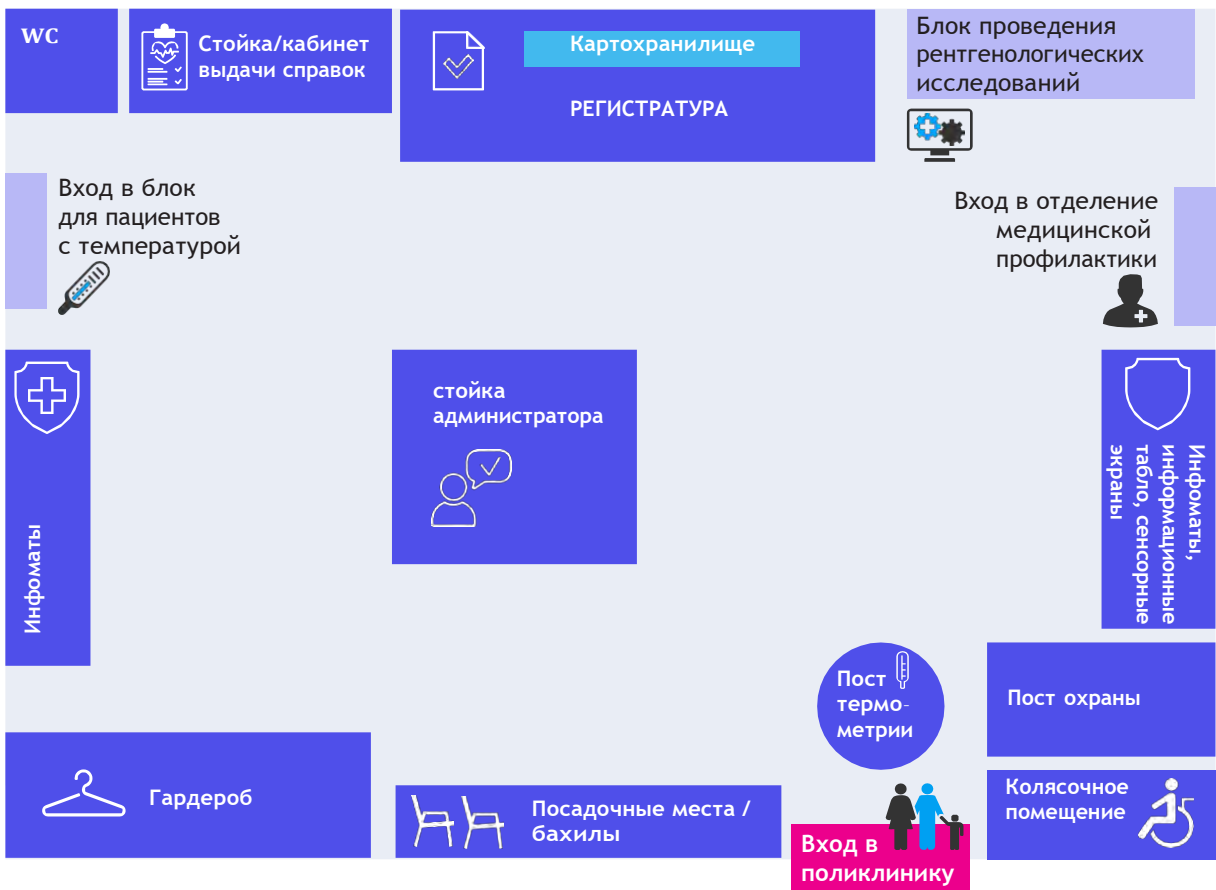 WC
Стойка/кабинет
выдачи справок
Картохранилище
РЕГИСТРАТУРА
Блок проведения
рентгенологических
исследований
Вход в блок
для пациентов
с температурой
Вход в отделение
медицинской
профилактики
стойка
администратора
Инфоматы
Инфоматы,
информационные
табло, сенсорные
экраны
Пост
термо-
метрии
Пост охраны
Гардероб
Посадочные места /
бахилы
Колясочное
помещение
Вход в
поликлинику